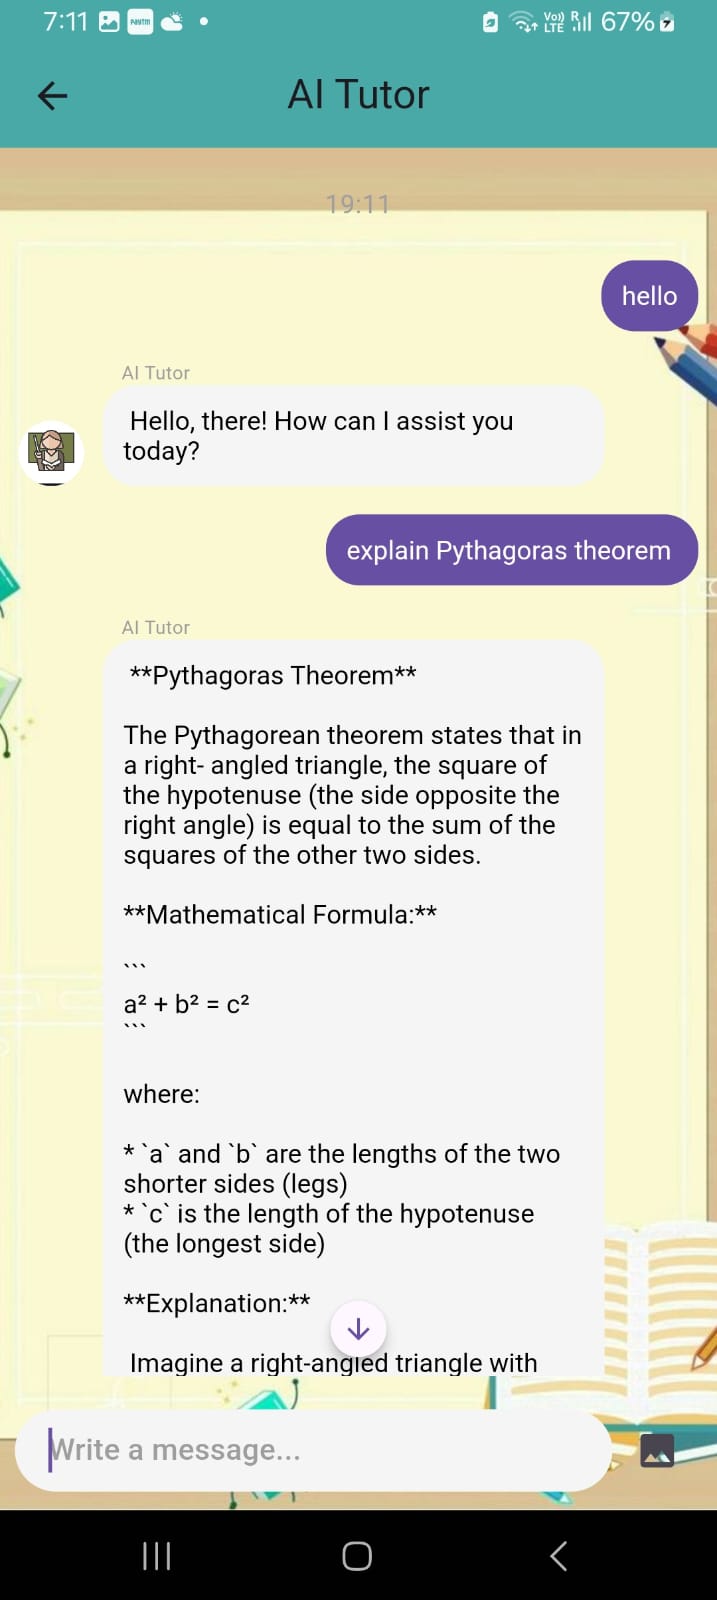 7:11 Paytm Vo)) LTE R 67%
AI Tutor
19:11
hello
AI Tutor
Hello, there! How can I assist you
today?
explain Pythagoras theorem
AI Tutor
**Pythagoras Theorem**
The Pythagorean theorem states that in
a right- angled triangle, the square of
the hypotenuse (the side opposite the
right angle) is equal to the sum of the
squares of the other two sides.
**Mathematical Formula:**
```
a² + b² = c²
```
where:
* `a` and `b` are the lengths of the two
shorter sides (legs)
* `c` is the length of the hypotenuse
(the longest side)
**Explanation:**
Imagine a right-angled triangle with
Write a message...